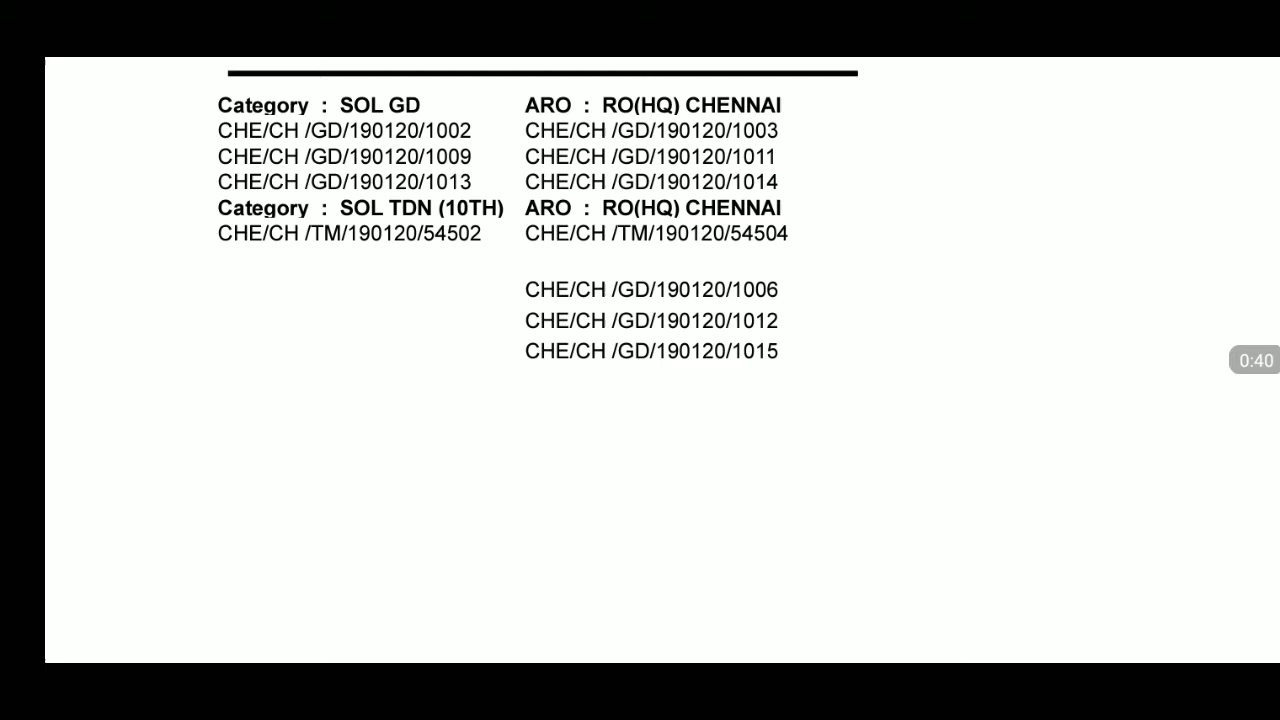 Category : SOL GD ARO : RO(HQ) CHENNAI
CHE/CH /GD/190120/1002 CHE/CH /GD/190120/1003
CHE/CH /GD/190120/1009 CHE/CH /GD/190120/1011
CHE/CH /GD/190120/1013 CHE/CH /GD/190120/1014
Category : SOL TDN (10TH) ARO : RO(HQ) CHENNAI
CHE/CH /TM/190120/54502 CHE/CH /TM/190120/54504
CHE/CH /GD/190120/1006
CHE/CH /GD/190120/1012
CHE/CH /GD/190120/1015
0:40